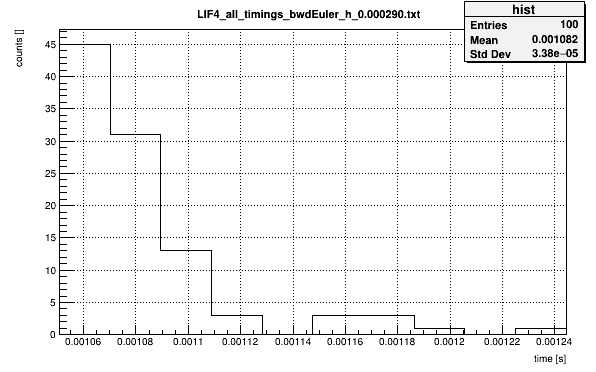 LIF4_all_timings_bwdEuler_h_0.000290.txt
hist
Entries 100
Mean 0.001082
Std Dev 3.38e−05
counts []
45
40
35
30
25
20
15
10
5
0
0.00106 0.00108 0.0011 0.00112 0.00114 0.00116 0.00118 0.0012 0.00122 0.00124
time [s]